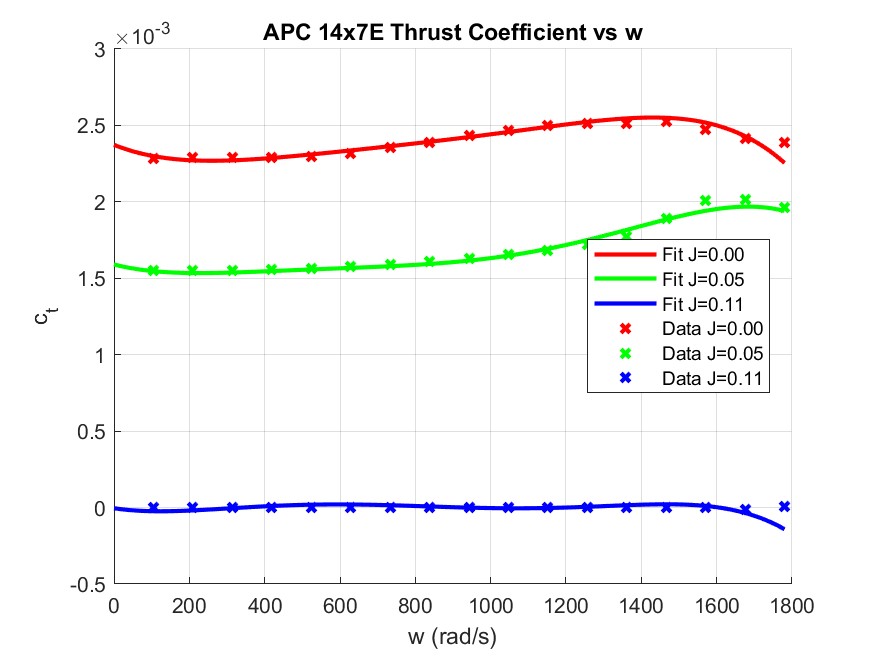 APC 14x7E Thrust Coefficient vs w
×10-3
3
2.5
2
1.5
1
0.5
0
-0.5
ct
Fit J=0.00
Fit J=0.05
Fit J=0.11
Data J=0.00
Data J=0.05
Data J=0.11
0 200 400 600 800 1000 1200 1400 1600 1800
w (rad/s)